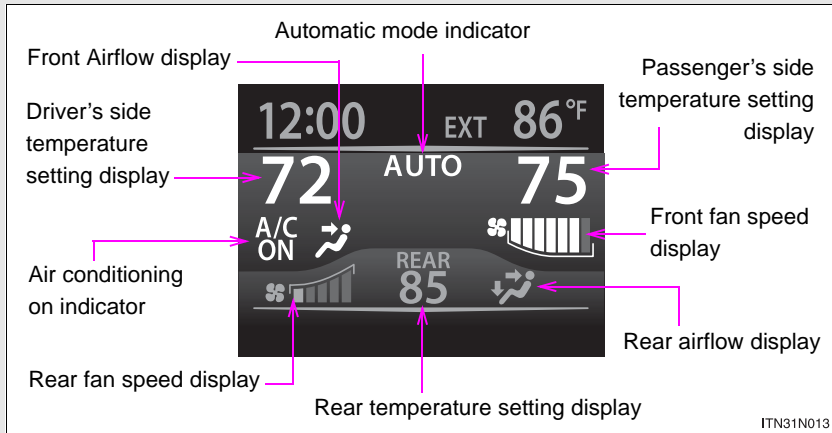 Automatic mode indicator
Front Airflow display
Passenger’s side
temperature setting
display
Driver’s side
temperature
setting display
12:00 EXT 86°F
72 AUTO 75
A/C
ON
Front fan speed
display
REAR
85
Air conditioning
on indicator
Rear airflow display
Rear fan speed display
Rear temperature setting display
ITN31N013